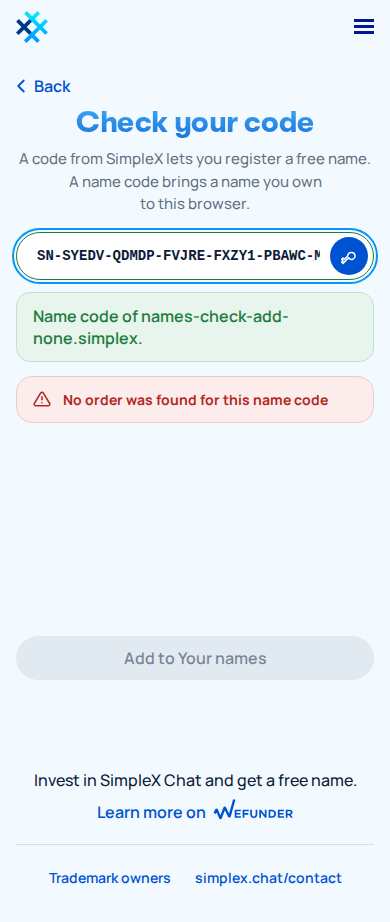 Back
Check your code
A code from SimpleX lets you register a free name.
A name code brings a name you own
to this browser.
SN-SYEDV-QDMDP-FVJRE-FXZY1-PBAWC-M
Name code of names-check-add-
none.simplex.
No order was found for this name code
Add to Your names
Invest in SimpleX Chat and get a free name.
Learn more on WEFUNDER
Trademark owners
simplex.chat/contact